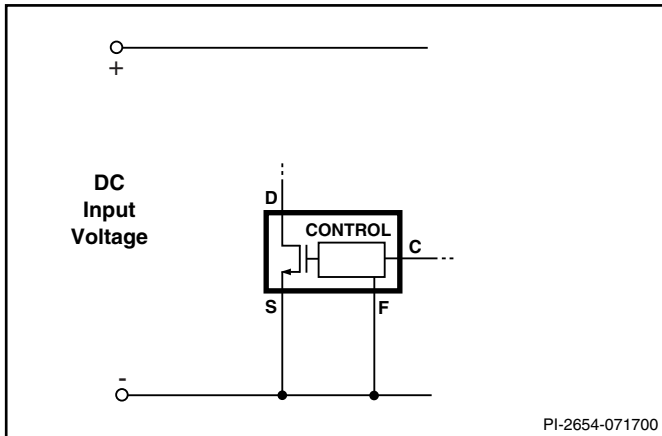 +
DC
Input
Voltage
D
CONTROL
C
S
F
-
PI-2654-071700